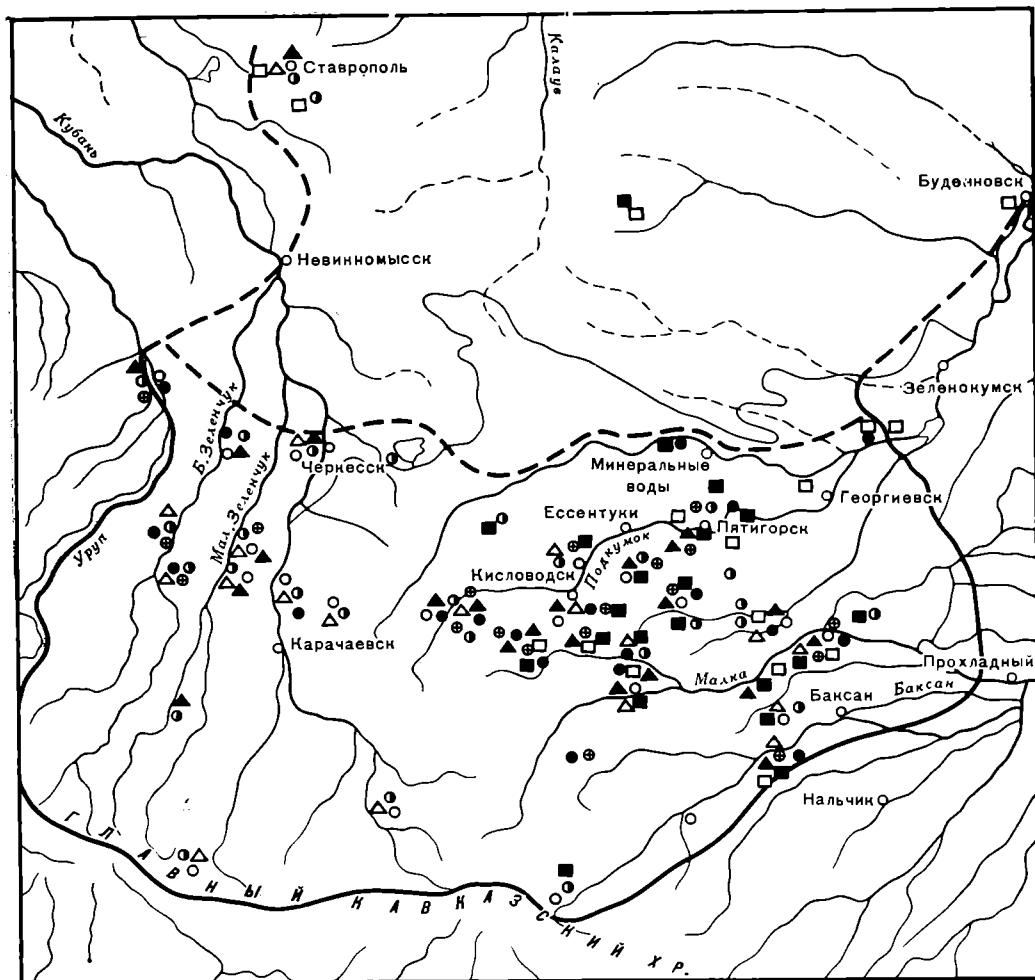 Ставрополь
Калаув
Кубань
Буденновск
Невинномысск
Зеленокумск
Б. Зеленчук
Черкесск
Минеральные
воды
Георгиевск
Мал. Зеленчук
Ессентуки
Пятигорск
Подкумок
Уруп
Кисловодск
Карачаевск
Малка
Прохладный
Баксан
Баксан
Нальчик
ГЛАВНЫЙ КАВКАЗСКИЙ ХР.